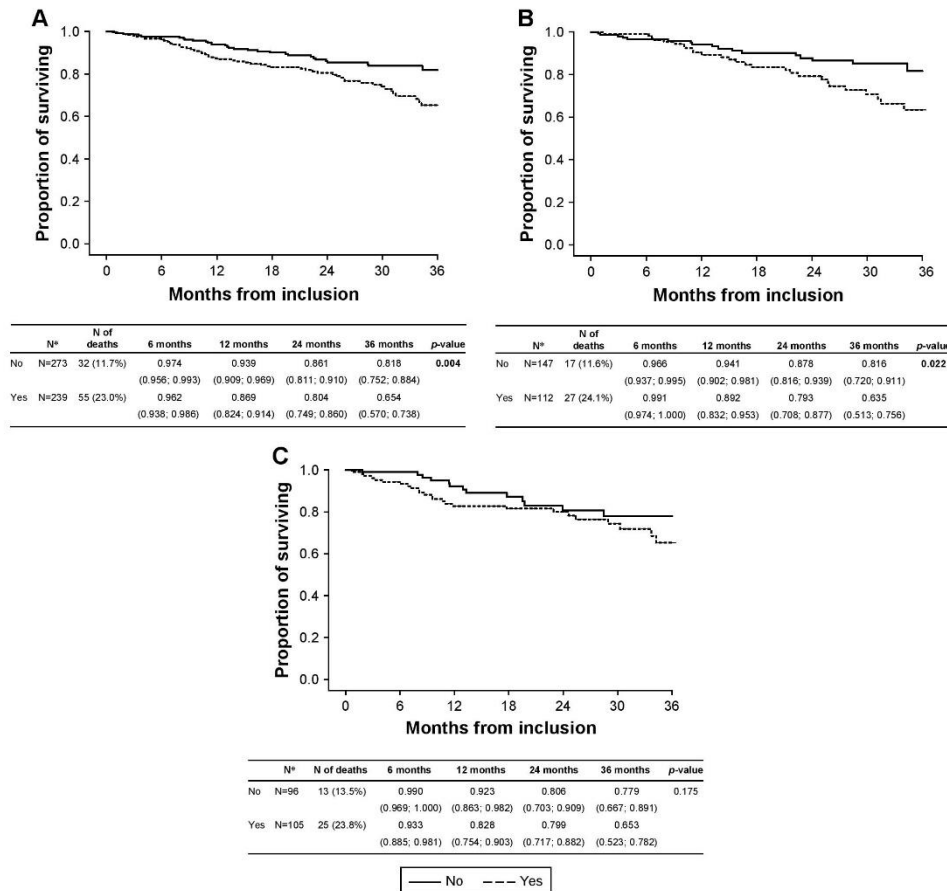 A
Proportion of surviving
1.0
0.8
0.6
0.4
0.2
0.0
0 6 12 18 24 30 36
Months from inclusion
N* N of deaths 6 months 12 months 24 months 36 months p-value
No N=273 32 (11.7%) 0.974 0.939 0.861 0.818 0.004
(0.956; 0.993) (0.909; 0.969) (0.811; 0.910) (0.752; 0.884)
Yes N=239 55 (23.0%) 0.962 0.869 0.804 0.654
(0.938; 0.986) (0.824; 0.914) (0.749; 0.860) (0.570; 0.738)
B
Proportion of surviving
1.0
0.8
0.6
0.4
0.2
0.0
0 6 12 18 24 30 36
Months from inclusion
N* N of deaths 6 months 12 months 24 months 36 months p-value
No N=147 17 (11.6%) 0.966 0.941 0.878 0.816 0.022
(0.937; 0.995) (0.902; 0.981) (0.816; 0.939) (0.720; 0.911)
Yes N=112 27 (24.1%) 0.991 0.892 0.793 0.635
(0.974; 1.000) (0.832; 0.953) (0.708; 0.877) (0.513; 0.756)
C
Proportion of surviving
1.0
0.8
0.6
0.4
0.2
0.0
0 6 12 18 24 30 36
Months from inclusion
N* N of deaths 6 months 12 months 24 months 36 months p-value
No N=96 13 (13.5%) 0.990 0.923 0.806 0.779 0.175
(0.969; 1.000) (0.863; 0.982) (0.703; 0.909) (0.667; 0.891)
Yes N=105 25 (23.8%) 0.933 0.828 0.799 0.653
(0.885; 0.981) (0.754; 0.903) (0.717; 0.882) (0.523; 0.782)
No Yes